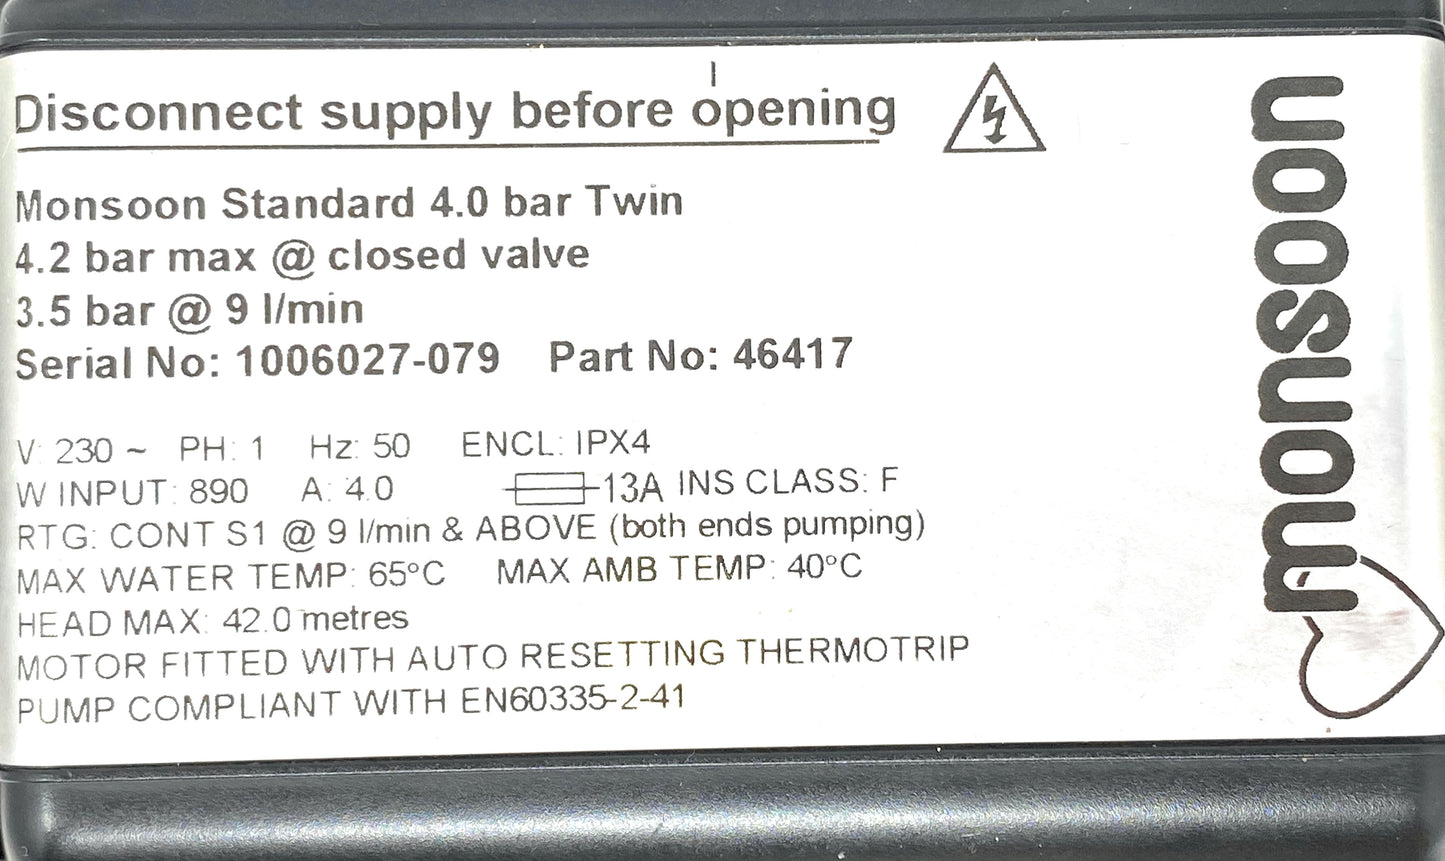 Disconnect supply before opening
Monsoon Standard 4.0 bar Twin
4.2 bar max @ closed valve
3.5 bar @ 9 l/min
Serial No: 1006027-079 Part No: 46417
V: 230 ~ PH: 1 Hz: 50 ENCL: IPX4
W INPUT: 890 A: 4.0 13A INS CLASS: F
RTG: CONT S1 @ 9 l/min & ABOVE (both ends pumping)
MAX WATER TEMP: 65°C MAX AMB TEMP: 40°C
HEAD MAX: 42.0 metres
MOTOR FITTED WITH AUTO RESETTING THERMOTRIP
PUMP COMPLIANT WITH EN60335-2-41
monsoon